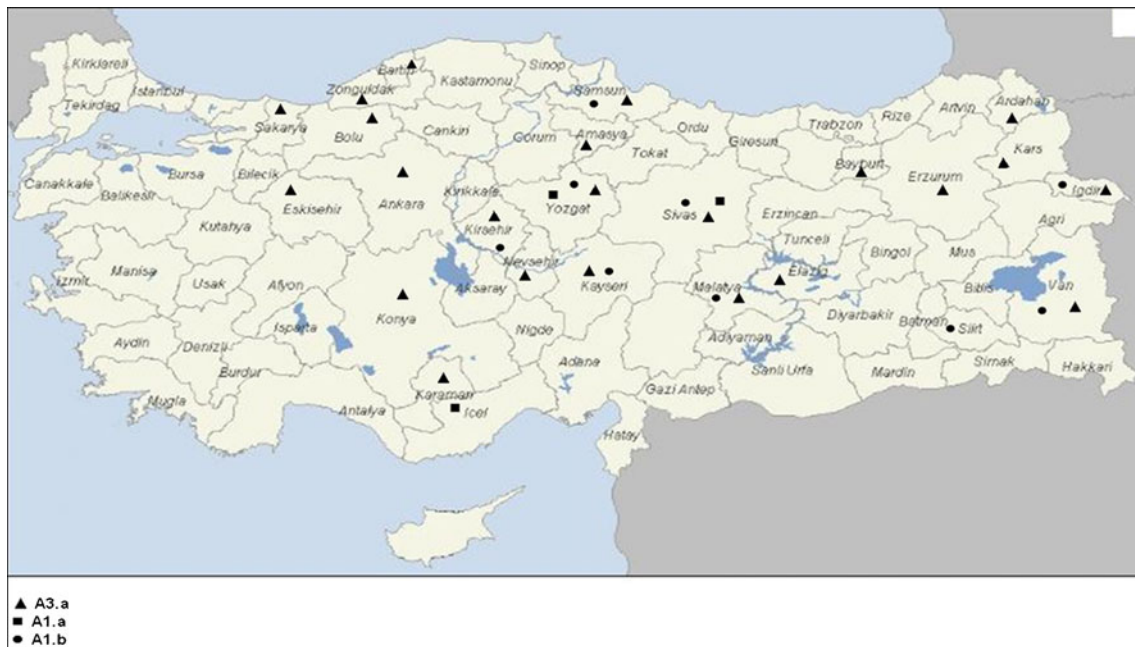 Kirklareli
Tekirdag
Istanbul
Sakarya
Zonguldak
Bartin
Kastamonu
Sinop
Samsun
Bolu
Cankiri
Corum
Amasya
Ordu
Tokat
Giresun
Trabzon
Rize
Artvin
Ardahan
Kars
Bayburt
Erzurum
Igdir
Agri
Canakkale
Balikesir
Bursa
Bilecik
Eskisehir
Ankara
Kirikkale
Yozgat
Sivas
Erzincan
Tunceli
Bingol
Mus
Kutahya
Kirsehir
Nevsehir
Kayseri
Malatya
Elazig
Bitlis
Van
Izmir
Manisa
Usak
Afyon
Aksaray
Konya
Nigde
Diyarbakir
Batman
Siirt
Adiyaman
Isparta
Aydin
Denizli
Burdur
Adana
Gazi Antep
Sanli Urfa
Mardin
Sirnak
Hakkari
Mugla
Antalya
Karaman
Icel
Hatay
A3.a
A1.a
A1.b